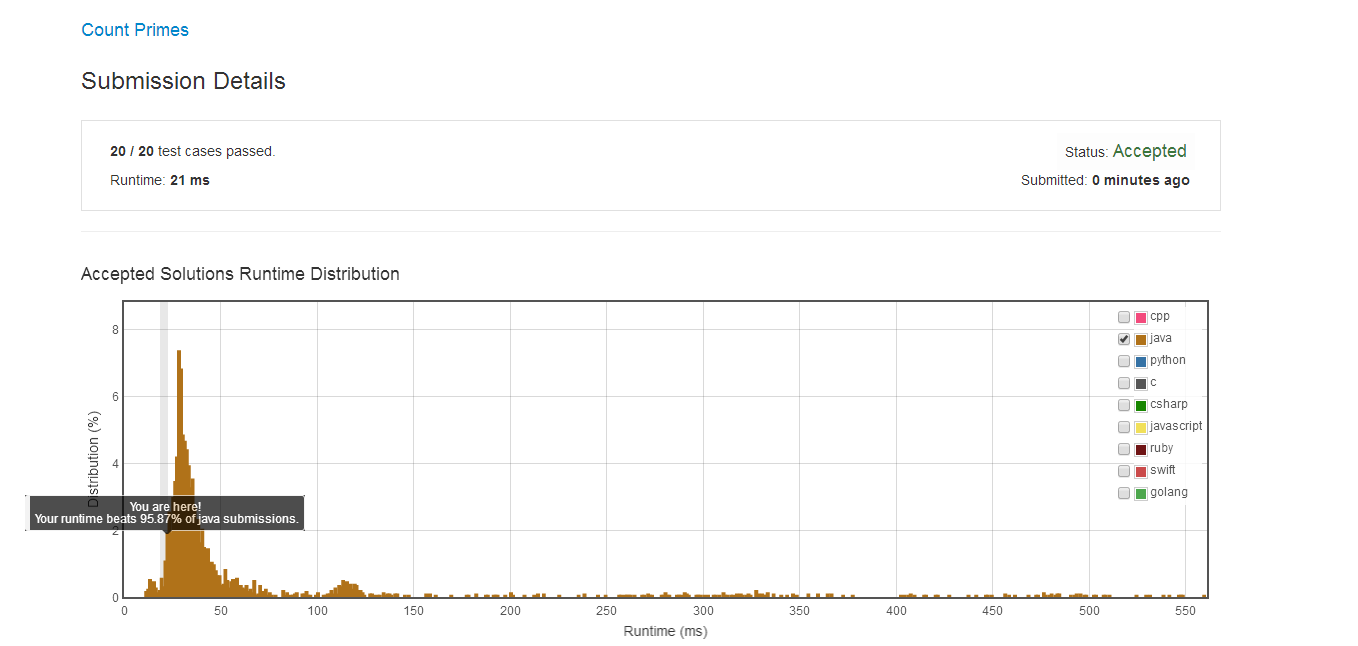 Count Primes
Submission Details
20 / 20 test cases passed.
Status: Accepted
Runtime: 21 ms
Submitted: 0 minutes ago
Accepted Solutions Runtime Distribution
cpp
java
python
c
csharp
javascript
ruby
swift
golang
Distribution (%)
8
6
4
2
0
You are here!
Your runtime beats 95.87% of java submissions.
0 50 100 150 200 250 300 350 400 450 500 550
Runtime (ms)